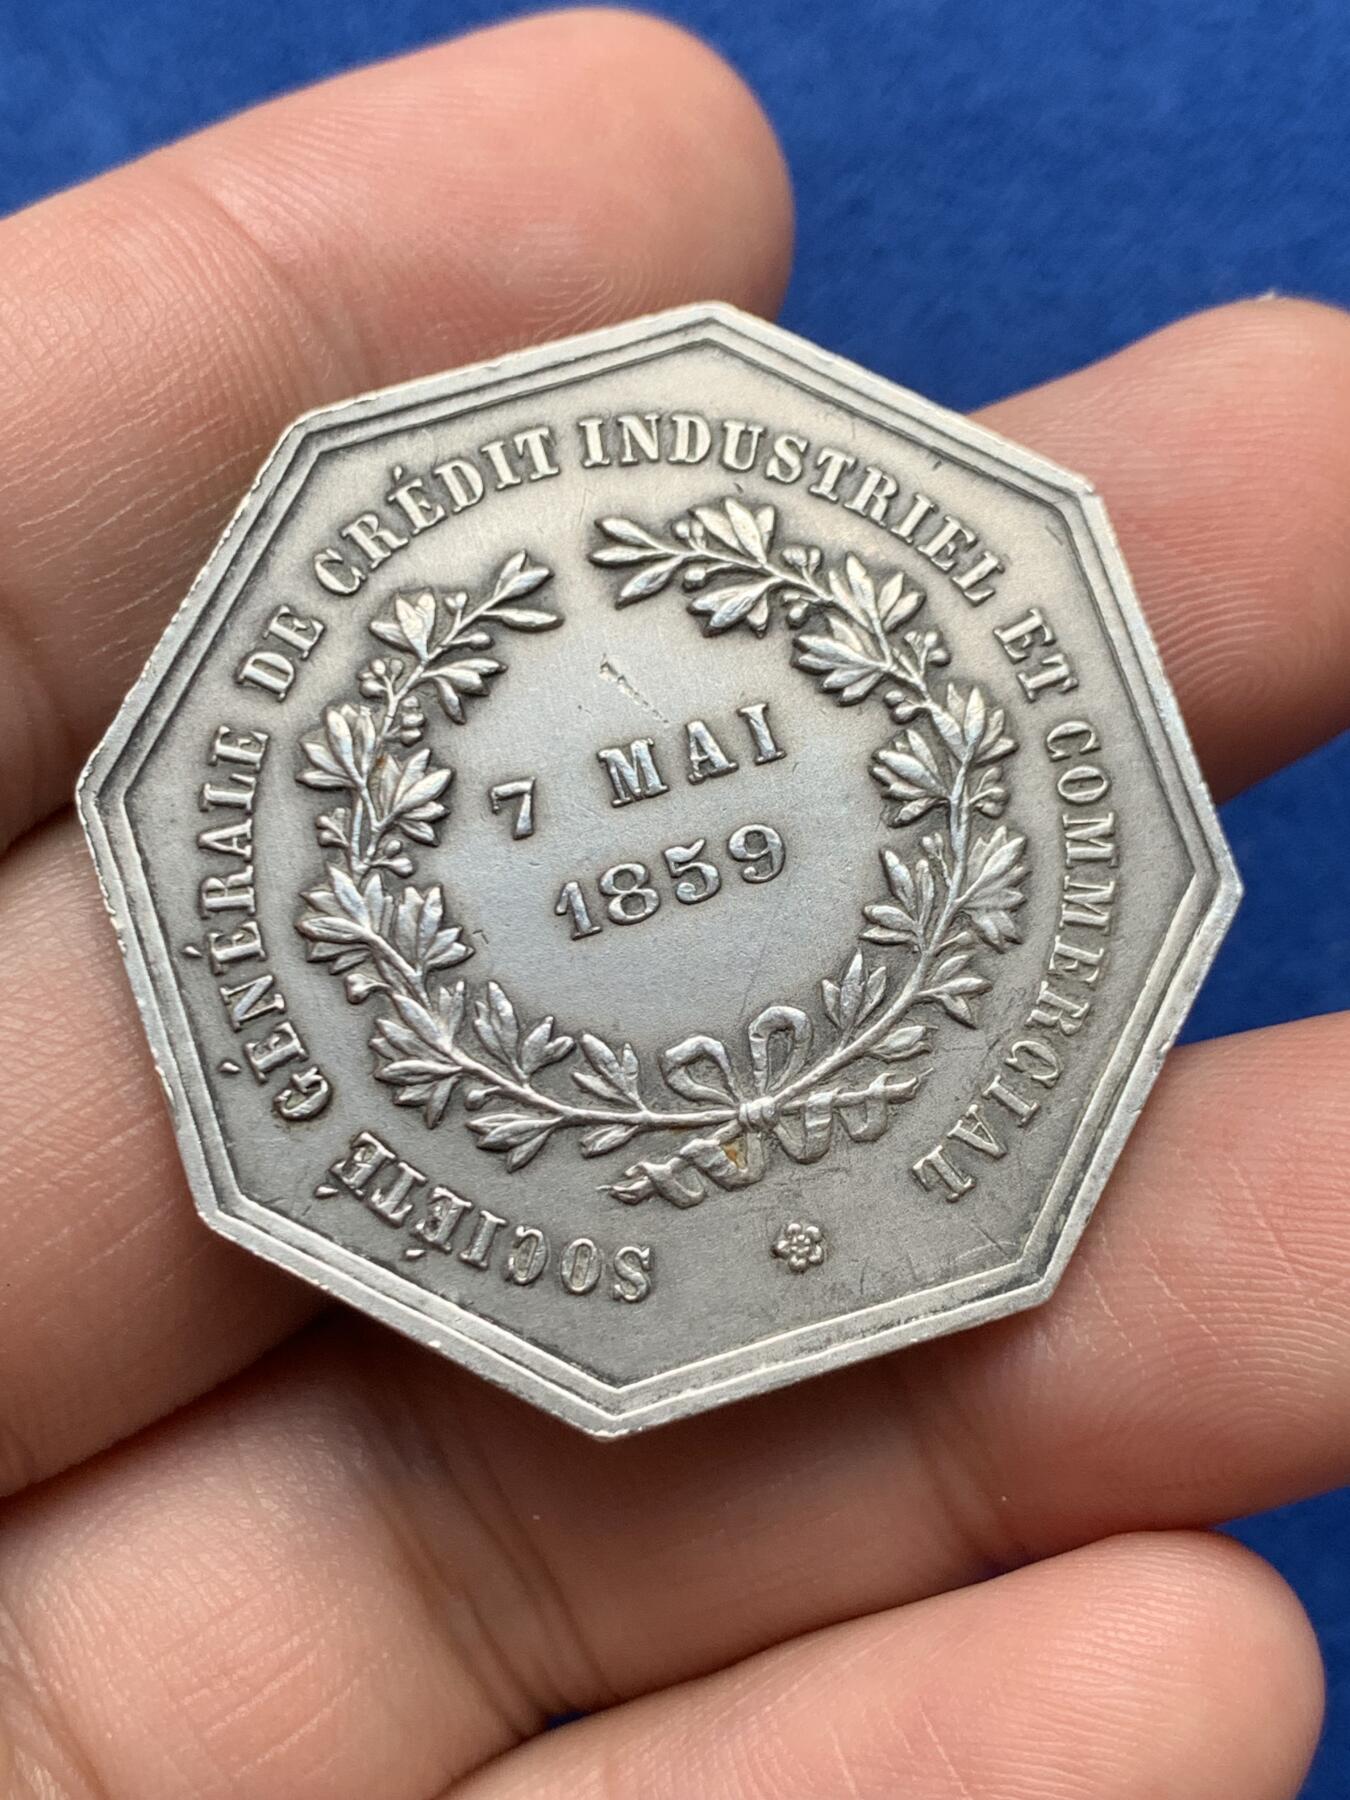 SOCIÉTÉ GÉNÉRALE DE CRÉDIT INDUSTRIEL ET COMMERCIAL
7 MAI
1859